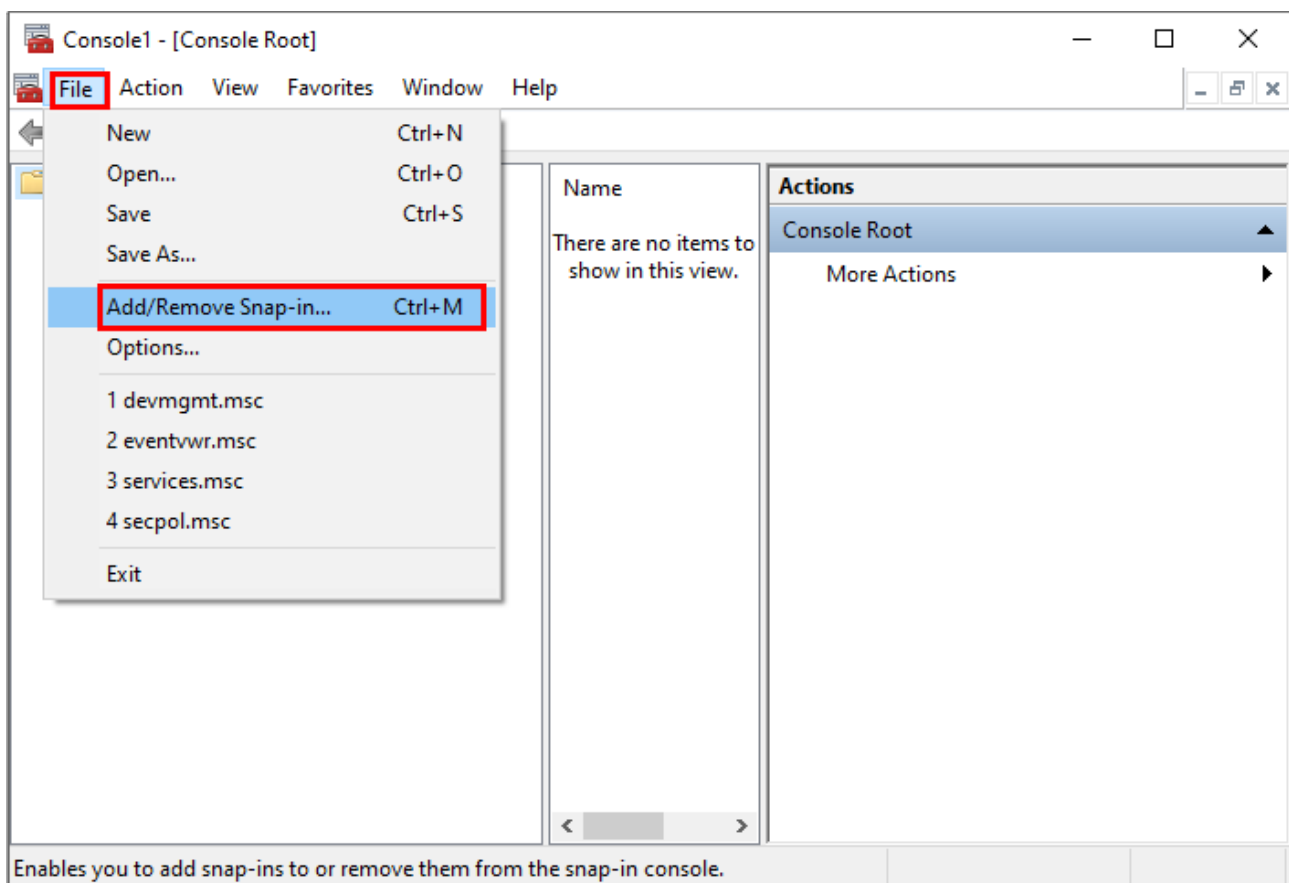 Console1 - [Console Root]
File Action View Favorites Window Help
New Ctrl+N
Open... Ctrl+O
Save Ctrl+S
Save As...
Add/Remove Snap-in... Ctrl+M
Options...
1 devmgmt.msc
2 eventvwr.msc
3 services.msc
4 secpol.msc
Exit
Name
There are no items to
show in this view.
Actions
Console Root
More Actions
Enables you to add snap-ins to or remove them from the snap-in console.